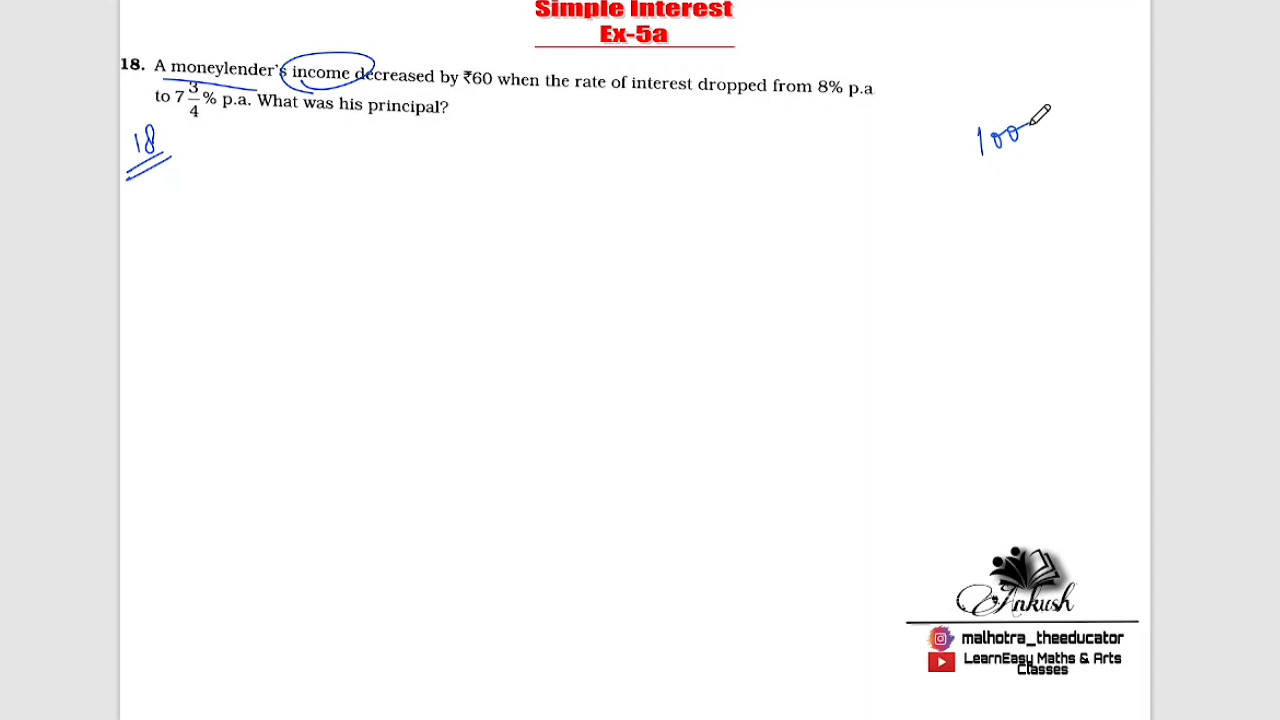 Simple Interest
Ex-5a
18. A moneylender's income decreased by ₹60 when the rate of interest dropped from 8% p.a
to 7 3/4 % p.a. What was his principal?
18
100
Ankush
malhotra_theeducator
LearnEasy Maths & Arts
Classes